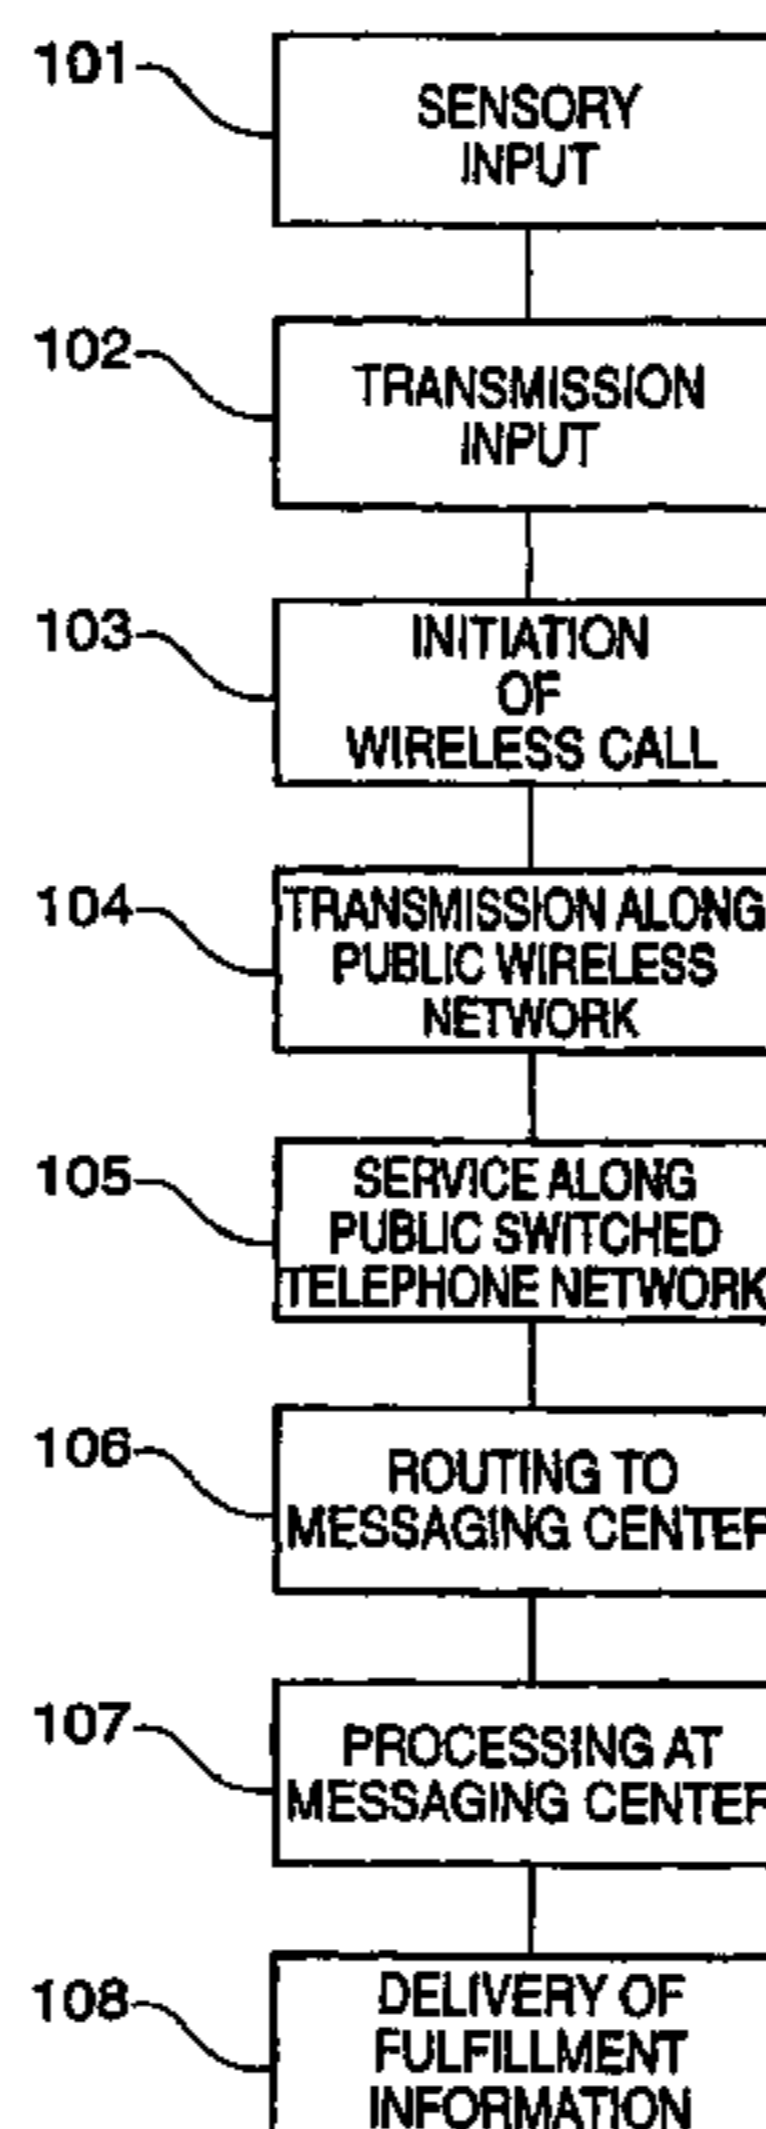 101
SENSORY
INPUT
102
TRANSMISSION
INPUT
103
INITIATION
OF
WIRELESS CALL
104
TRANSMISSION ALONG
PUBLIC WIRELESS
NETWORK
105
SERVICE ALONG
PUBLIC SWITCHED
TELEPHONE NETWORK
106
ROUTING TO
MESSAGING CENTER
107
PROCESSING AT
MESSAGING CENTER
108
DELIVERY OF
FULFILLMENT
INFORMATION